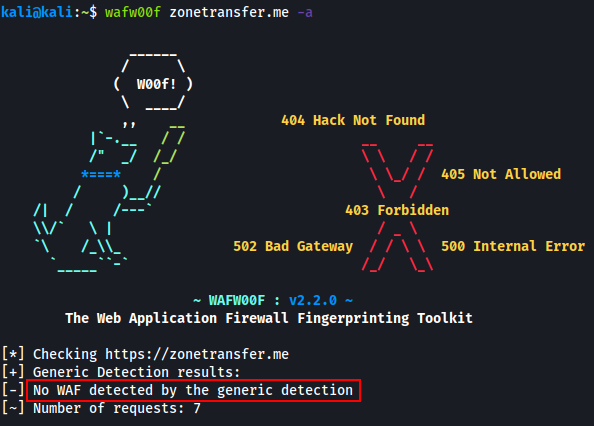 kali@kali:~$ wafw00f zonetransfer.me -a
W00f!
404 Hack Not Found
405 Not Allowed
403 Forbidden
502 Bad Gateway
500 Internal Error
~ WAFW00F : v2.2.0 ~
The Web Application Firewall Fingerprinting Toolkit
[*] Checking https://zonetransfer.me
[+] Generic Detection results:
[-] No WAF detected by the generic detection
[~] Number of requests: 7